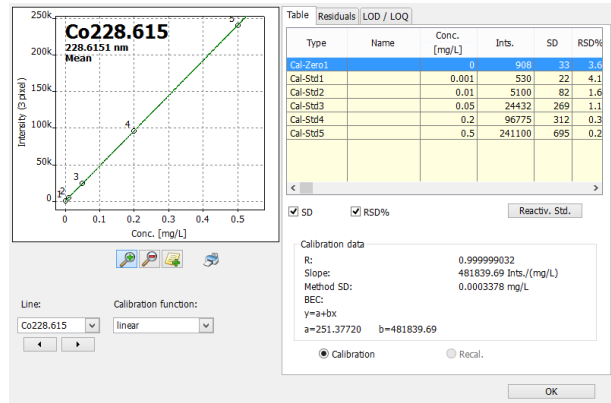 Co228.615
228.6151 nm
Mean
250k
200k
150k
100k
50k
0
Intensity (3 pixel)
1
2
3
4
5
0 0.1 0.2 0.3 0.4 0.5
Conc. [mg/L]
Line: Calibration function:
Co228.615 linear
Table Residuals LOD / LOQ
Type Name Conc. [mg/L] Ints. SD RSD%
Cal-Zero1 0 908 33 3.6
Cal-Std1 0.001 530 22 4.1
Cal-Std2 0.01 5100 82 1.6
Cal-Std3 0.05 24432 269 1.1
Cal-Std4 0.2 96775 312 0.3
Cal-Std5 0.5 241100 695 0.2
SD RSD% Reactiv. Std.
Calibration data
R: 0.999999032
Slope: 481839.69 Ints./(mg/L)
Method SD: 0.0003378 mg/L
BEC:
y=a+bx
a=251.37720 b=481839.69
Calibration Recal.
OK